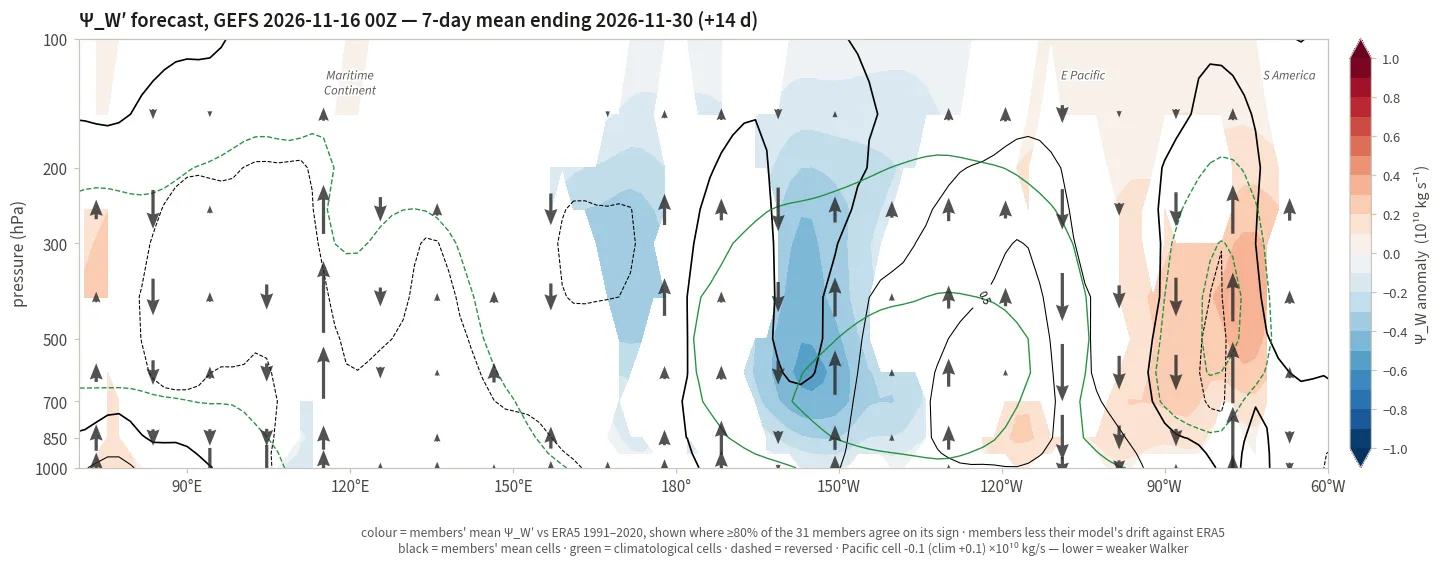 Ψ_W′ forecast, GEFS 2026-11-16 00Z — 7-day mean ending 2026-11-30 (+14 d)
100
200
300
400
500
700
850
1000
pressure (hPa)
Maritime
Continent
E Pacific
S America
0.5
90°E
120°E
150°E
180°
150°W
120°W
90°W
60°W
1.0
0.8
0.6
0.4
0.2
0.0
−0.2
−0.4
−0.6
−0.8
−1.0
Ψ_W anomaly (10¹⁰ kg s⁻¹)
colour = members' mean Ψ_W′ vs ERA5 1991–2020, shown where ≥80% of the 31 members agree on its sign · members less their model's drift against ERA5
black = members' mean cells · green = climatological cells · dashed = reversed · Pacific cell -0.1 (clim +0.1) ×10¹⁰ kg/s — lower = weaker Walker